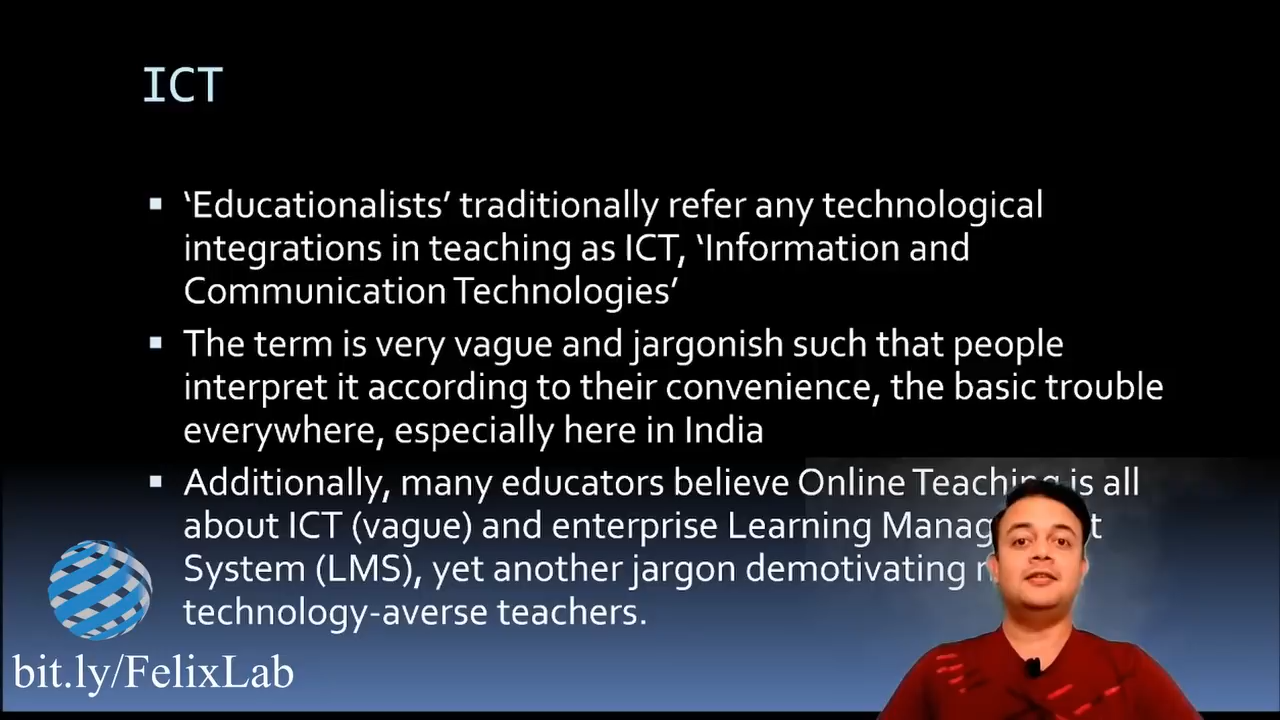 ICT
▪ ‘Educationalists’ traditionally refer any technological
integrations in teaching as ICT, ‘Information and
Communication Technologies’
▪ The term is very vague and jargonish such that people
interpret it according to their convenience, the basic trouble
everywhere, especially here in India
▪ Additionally, many educators believe Online Teaching is all
about ICT (vague) and enterprise Learning
System (LMS), yet another jargon demotivating
technology-averse teachers.
bit.ly/FelixLab